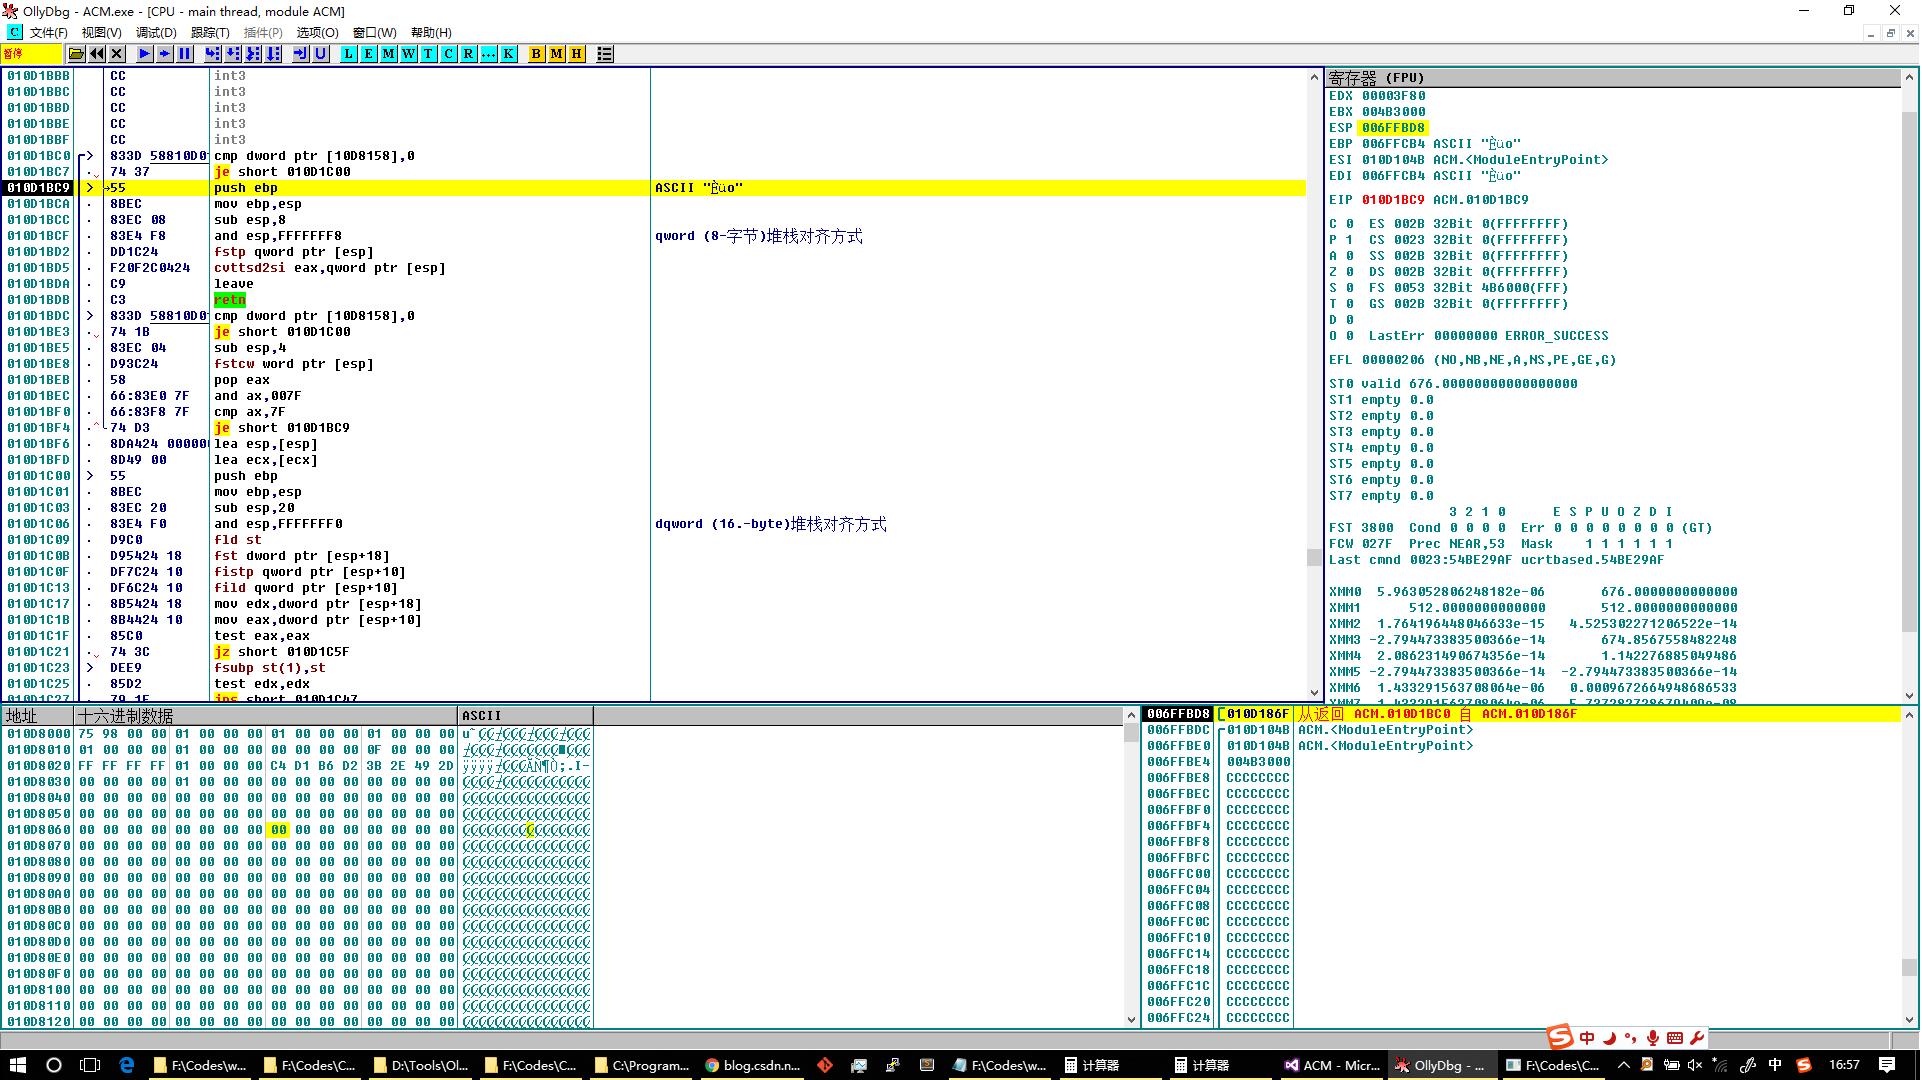 OllyDbg - ACM.exe - [CPU - main thread, module ACM]
文件(F) 视图(V) 调试(D) 跟踪(T) 插件(P) 选项(O) 窗口(W) 帮助(H)
暂停 L E M W T C R ... K B M H
010D1BBB CC int3
010D1BBC CC int3
010D1BBD CC int3
010D1BBE CC int3
010D1BBF CC int3
010D1BC0 833D 58810D0 cmp dword ptr [10D8158],0
010D1BC7 74 37 je short 010D1C00
010D1BC9 55 push ebp ASCII "Èüo"
010D1BCA 8BEC mov ebp,esp
010D1BCC 83EC 08 sub esp,8
010D1BCF 83E4 F8 and esp,FFFFFFF8 qword (8-字节)堆栈对齐方式
010D1BD2 DD1C24 fstp qword ptr [esp]
010D1BD5 F20F2C0424 cvttsd2si eax,qword ptr [esp]
010D1BDA C9 leave
010D1BDB C3 retn
010D1BDC 833D 58810D0 cmp dword ptr [10D8158],0
010D1BE3 74 1B je short 010D1C00
010D1BE5 83EC 04 sub esp,4
010D1BE8 D93C24 fstcw word ptr [esp]
010D1BEB 58 pop eax
010D1BEC 66:83E0 7F and ax,007F
010D1BF0 66:83F8 7F cmp ax,7F
010D1BF4 74 D3 je short 010D1BC9
010D1BF6 8DA424 000000 lea esp,[esp]
010D1BFD 8D49 00 lea ecx,[ecx]
010D1C00 55 push ebp
010D1C01 8BEC mov ebp,esp
010D1C03 83EC 20 sub esp,20
010D1C06 83E4 F0 and esp,FFFFFFF0 dqword (16.-byte)堆栈对齐方式
010D1C09 D9C0 fld st
010D1C0B D95424 18 fst dword ptr [esp+18]
010D1C0F DF7C24 10 fistp qword ptr [esp+10]
010D1C13 DF6C24 10 fild qword ptr [esp+10]
010D1C17 8B5424 18 mov edx,dword ptr [esp+18]
010D1C1B 8B4424 10 mov eax,dword ptr [esp+10]
010D1C1F 85C0 test eax,eax
010D1C21 74 3C jz short 010D1C5F
010D1C23 DEE9 fsubp st(1),st
010D1C25 85D2 test edx,edx
010D1C27 79 1E jns short 010D1C47
寄存器 (FPU)
EDX 00003F80
EBX 004B3000
ESP 006FFBD8
EBP 006FFCB4 ASCII "Èüo"
ESI 010D104B ACM.<ModuleEntryPoint>
EDI 006FFCB4 ASCII "Èüo"
EIP 010D1BC9 ACM.010D1BC9
C 0 ES 002B 32Bit 0(FFFFFFFF)
P 1 CS 0023 32Bit 0(FFFFFFFF)
A 0 SS 002B 32Bit 0(FFFFFFFF)
Z 0 DS 002B 32Bit 0(FFFFFFFF)
S 0 FS 0053 32Bit 4B6000(FFF)
T 0 GS 002B 32Bit 0(FFFFFFFF)
D 0
O 0 LastErr 00000000 ERROR_SUCCESS
EFL 00000206 (NO,NB,NE,A,NS,PE,GE,G)
ST0 valid 676.00000000000000000
ST1 empty 0.0
ST2 empty 0.0
ST3 empty 0.0
ST4 empty 0.0
ST5 empty 0.0
ST6 empty 0.0
ST7 empty 0.0
3 2 1 0 E S P U O Z D I
FST 3800 Cond 0 0 0 0 Err 0 0 0 0 0 0 0 0 (GT)
FCW 027F Prec NEAR,53 Mask 1 1 1 1 1 1
Last cmnd 0023:54BE29AF ucrtbased.54BE29AF
XMM0 5.963052806248182e-06 676.0000000000000
XMM1 512.0000000000000 512.0000000000000
XMM2 1.764196448046633e-15 4.525302271206522e-14
XMM3 -2.794473383500366e-14 674.8567558482248
XMM4 2.086231490674356e-14 1.142276885049486
XMM5 -2.794473383500366e-14 -2.794473383500366e-14
XMM6 1.433291563708064e-06 0.0009672664948686533
地址 十六进制数据 ASCII
010D8000 75 98 00 00 01 00 00 00 01 00 00 00 01 00 00 00
010D8010 01 00 00 00 01 00 00 00 00 00 00 00 0F 00 00 00
010D8020 FF FF FF FF 01 00 00 00 C4 D1 B6 D2 3B 2E 49 2D
010D8030 00 00 00 00 01 00 00 00 00 00 00 00 00 00 00 00
010D8040 00 00 00 00 00 00 00 00 00 00 00 00 00 00 00 00
010D8050 00 00 00 00 00 00 00 00 00 00 00 00 00 00 00 00
010D8060 00 00 00 00 00 00 00 00 00 00 00 00 00 00 00 00
010D8070 00 00 00 00 00 00 00 00 00 00 00 00 00 00 00 00
010D8080 00 00 00 00 00 00 00 00 00 00 00 00 00 00 00 00
010D8090 00 00 00 00 00 00 00 00 00 00 00 00 00 00 00 00
010D80A0 00 00 00 00 00 00 00 00 00 00 00 00 00 00 00 00
010D80B0 00 00 00 00 00 00 00 00 00 00 00 00 00 00 00 00
010D80C0 00 00 00 00 00 00 00 00 00 00 00 00 00 00 00 00
010D80D0 00 00 00 00 00 00 00 00 00 00 00 00 00 00 00 00
010D80E0 00 00 00 00 00 00 00 00 00 00 00 00 00 00 00 00
010D80F0 00 00 00 00 00 00 00 00 00 00 00 00 00 00 00 00
010D8100 00 00 00 00 00 00 00 00 00 00 00 00 00 00 00 00
010D8110 00 00 00 00 00 00 00 00 00 00 00 00 00 00 00 00
010D8120 00 00 00 00 00 00 00 00 00 00 00 00 00 00 00 00
006FFBD8 010D186F 从返回 ACM.010D1BC0 自 ACM.010D186F
006FFBDC 010D104B ACM.<ModuleEntryPoint>
006FFBE0 010D104B ACM.<ModuleEntryPoint>
006FFBE4 004B3000
006FFBE8 CCCCCCCC
006FFBEC CCCCCCCC
006FFBF0 CCCCCCCC
006FFBF4 CCCCCCCC
006FFBF8 CCCCCCCC
006FFBFC CCCCCCCC
006FFC00 CCCCCCCC
006FFC04 CCCCCCCC
006FFC08 CCCCCCCC
006FFC0C CCCCCCCC
006FFC10 CCCCCCCC
006FFC14 CCCCCCCC
006FFC18 CCCCCCCC
006FFC1C CCCCCCCC
006FFC20 CCCCCCCC
006FFC24 CCCCCCCC
中
F:\Codes\w... F:\Codes\C... D:\Tools\Ol... F:\Codes\C... C:\Program... blog.csdn.n... F:\Codes\w... 计算器 计算器 ACM - Micr... OllyDbg - ... F:\Codes\C... 中 16:57